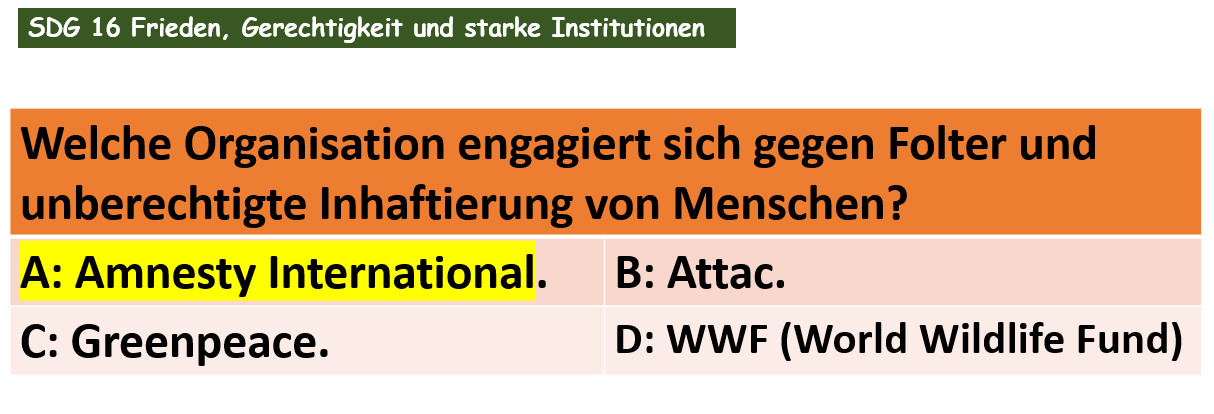 SDG 16 Frieden, Gerechtigkeit und starke Institutionen
Welche Organisation engagiert sich gegen Folter und
unberechtigte Inhaftierung von Menschen?
A: Amnesty International.
B: Attac.
C: Greenpeace.
D: WWF (World Wildlife Fund)